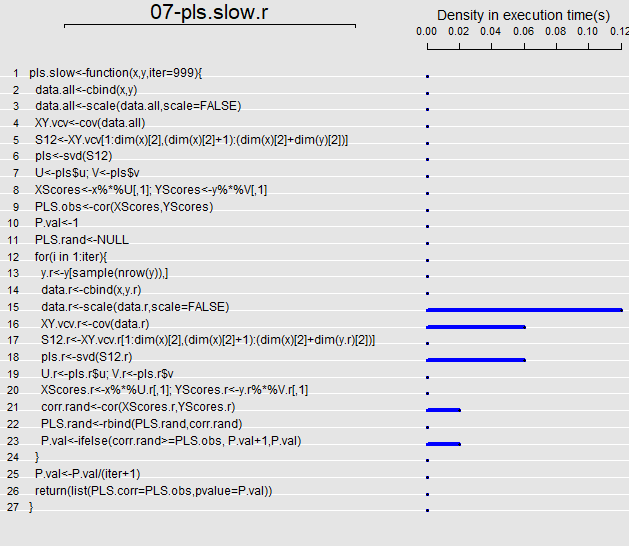 07-pls.slow.r
Density in execution time(s)
0.00 0.02 0.04 0.06 0.08 0.10 0.12
1 pls.slow<-function(x,y,iter=999){
2 data.all<-cbind(x,y)
3 data.all<-scale(data.all,scale=FALSE)
4 XY.vcv<-cov(data.all)
5 S12<-XY.vcv[1:dim(x)[2],(dim(x)[2]+1):(dim(x)[2]+dim(y)[2])]
6 pls<-svd(S12)
7 U<-pls$u; V<-pls$v
8 XScores<-x%*%U[,1]; YScores<-y%*%V[,1]
9 PLS.obs<-cor(XScores,YScores)
10 P.val<-1
11 PLS.rand<-NULL
12 for(i in 1:iter){
13 y.r<-y[sample(nrow(y)),]
14 data.r<-cbind(x,y.r)
15 data.r<-scale(data.r,scale=FALSE)
16 XY.vcv.r<-cov(data.r)
17 S12.r<-XY.vcv.r[1:dim(x)[2],(dim(x)[2]+1):(dim(x)[2]+dim(y.r)[2])]
18 pls.r<-svd(S12.r)
19 U.r<-pls.r$u; V.r<-pls.r$v
20 XScores.r<-x%*%U.r[,1]; YScores.r<-y.r%*%V.r[,1]
21 corr.rand<-cor(XScores.r,YScores.r)
22 PLS.rand<-rbind(PLS.rand,corr.rand)
23 P.val<-ifelse(corr.rand>=PLS.obs, P.val+1,P.val)
24 }
25 P.val<-P.val/(iter+1)
26 return(list(PLS.corr=PLS.obs,pvalue=P.val))
27 }